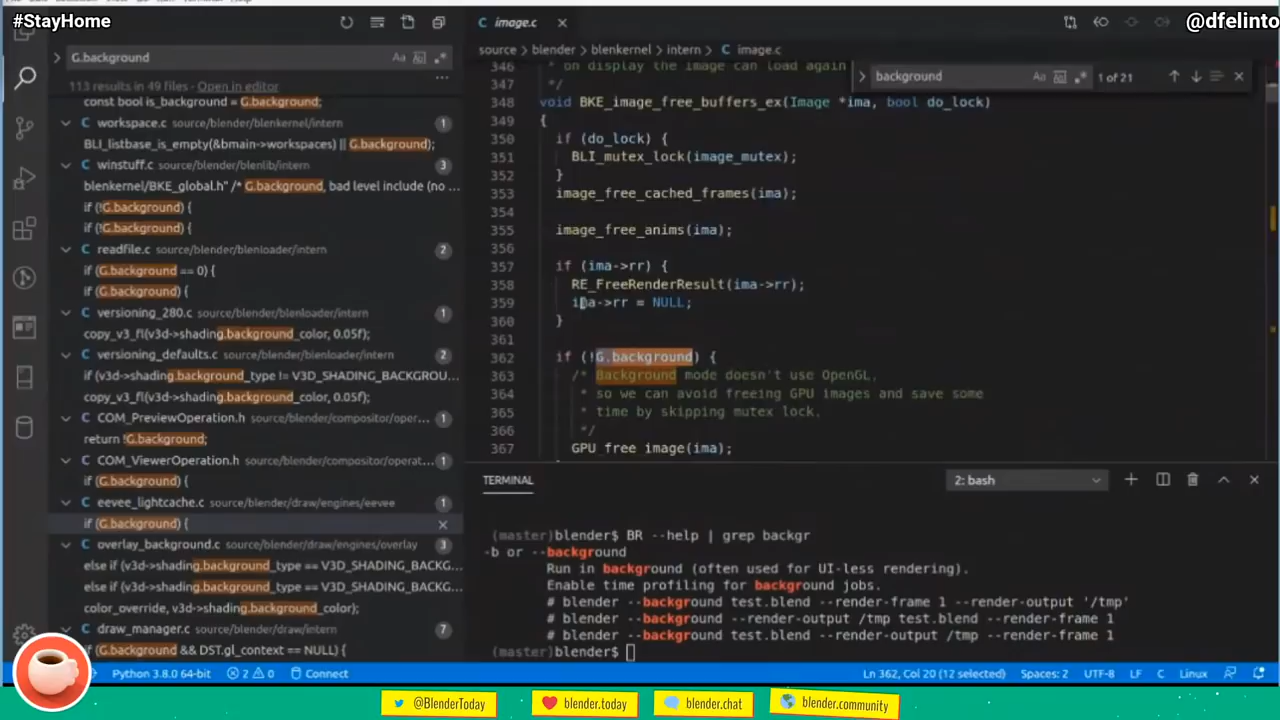 #StayHome
@dfelinto
image.c
G.background
113 results in 49 files - Open in editor
const bool is_background = G.background;
workspace.c source/blender/blenkernel/intern 1
BLI_listbase_is_empty(&bmain->workspaces) || G.background);
winstuff.c source/blender/blenlib/intern 3
blenkernel/BKE_global.h" /* G.background, bad level include (no ...
if (!G.background) {
if (!G.background) {
readfile.c source/blender/blenloader/intern 2
if (G.background == 0) {
if (G.background) {
versioning_280.c source/blender/blenloader/intern 1
copy_v3_fl(v3d->shading.background_color, 0.05f);
versioning_defaults.c source/blender/blenloader/intern 2
if (v3d->shading.background_type != V3D_SHADING_BACKGROU...
copy_v3_fl(v3d->shading.background_color, 0.05f);
COM_PreviewOperation.h source/blender/compositor/operati... 1
return !G.background;
COM_ViewerOperation.h source/blender/compositor/operat... 1
if (G.background) {
eevee_lightcache.c source/blender/draw/engines/eevee 1
if (G.background) {
overlay_background.c source/blender/draw/engines/overlay 3
else if (v3d->shading.background_type == V3D_SHADING_BACKG...
else if (v3d->shading.background_type == V3D_SHADING_BACKG...
color_override, v3d->shading.background_color);
draw_manager.c source/blender/draw/intern 7
if (G.background && DST.gl_context == NULL) {
source > blender > blenkernel > intern > C image.c
background Aa 1 of 21
346 * on display the image can load again
347 */
348 void BKE_image_free_buffers_ex(Image *ima, bool do_lock)
349 {
350 if (do_lock) {
351 BLI_mutex_lock(image_mutex);
352 }
353 image_free_cached_frames(ima);
354
355 image_free_anims(ima);
356
357 if (ima->rr) {
358 RE_FreeRenderResult(ima->rr);
359 ima->rr = NULL;
360 }
361
362 if (!G.background) {
363 /* Background mode doesn't use OpenGL,
364 * so we can avoid freeing GPU images and save some
365 * time by skipping mutex lock.
366 */
367 GPU_free_image(ima);
TERMINAL
2: bash
(master)blender$ BR --help | grep backgr
-b or --background
Run in background (often used for UI-less rendering).
Enable time profiling for background jobs.
# blender --background test.blend --render-frame 1 --render-output '/tmp'
# blender --background --render-output /tmp test.blend --render-frame 1
# blender --background test.blend --render-output /tmp --render-frame 1
(master)blender$
Python 3.8.0 64-bit 2 0 Connect
Ln 362, Col 20 (12 selected) Spaces: 2 UTF-8 LF C Linux
@BlenderToday
blender.today
blender.chat
blender.community